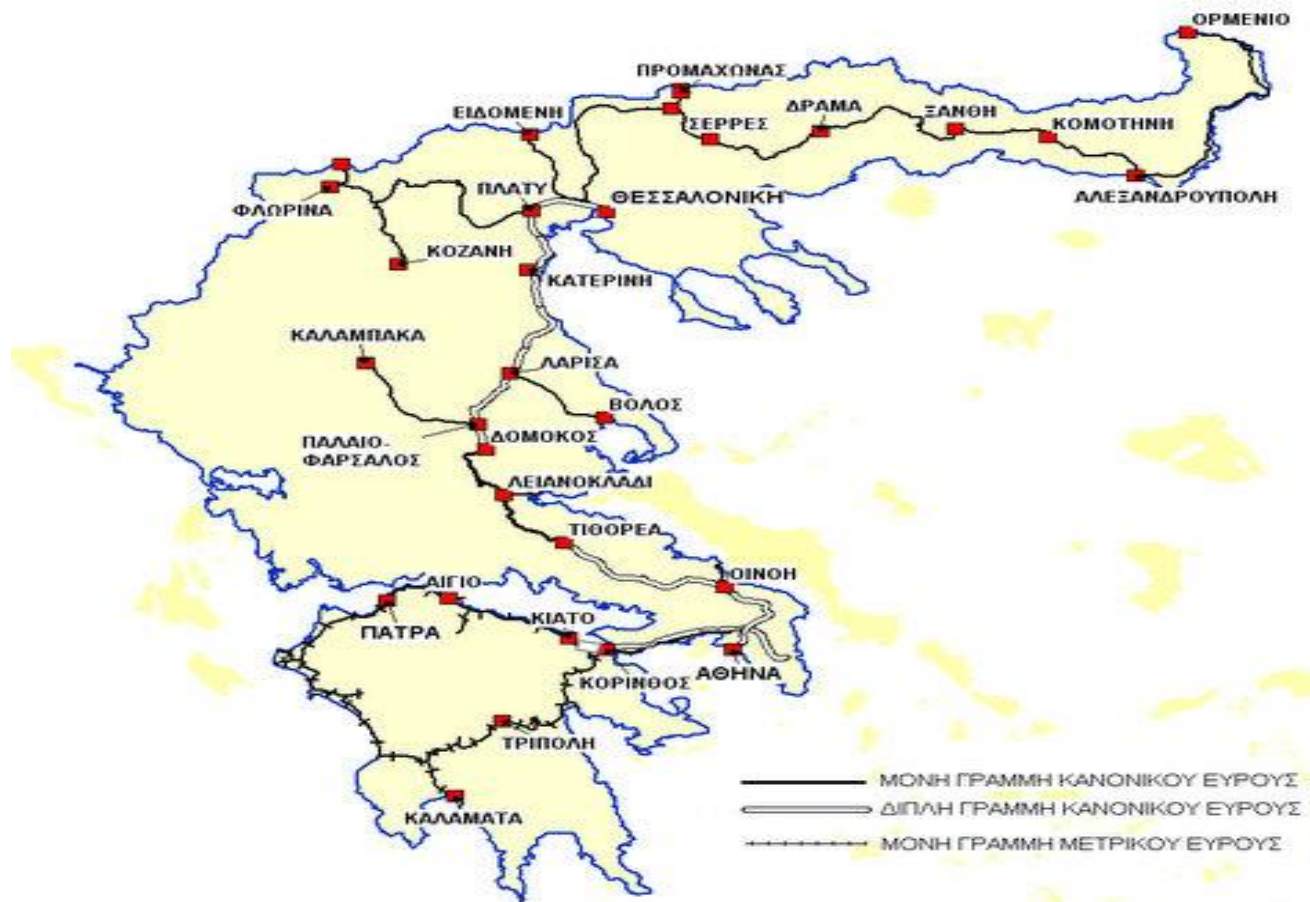 ΟΡΜΕΝΙΟ
ΠΡΟΜΑΧΩΝΑΣ
ΕΙΔΟΜΕΝΗ
ΣΕΡΡΕΣ
ΔΡΑΜΑ
ΞΑΝΘΗ
ΚΟΜΟΤΗΝΗ
ΑΛΕΞΑΝΔΡΟΥΠΟΛΗ
ΦΛΩΡΙΝΑ
ΠΛΑΤΥ
ΘΕΣΣΑΛΟΝΙΚΗ
ΚΟΖΑΝΗ
ΚΑΤΕΡΙΝΗ
ΚΑΛΑΜΠΑΚΑ
ΛΑΡΙΣΑ
ΒΟΛΟΣ
ΠΑΛΑΙΟ-
ΦΑΡΣΑΛΟΣ
ΔΟΜΟΚΟΣ
ΛΕΙΑΝΟΚΛΑΔΙ
ΤΙΘΟΡΕΑ
ΟΙΝΟΗ
ΑΙΓΙΟ
ΠΑΤΡΑ
ΚΙΑΤΟ
ΚΟΡΙΝΘΟΣ
ΑΘΗΝΑ
ΤΡΙΠΟΛΗ
ΚΑΛΑΜΑΤΑ
ΜΟΝΗ ΓΡΑΜΜΗ ΚΑΝΟΝΙΚΟΥ ΕΥΡΟΥΣ
ΔΙΠΛΗ ΓΡΑΜΜΗ ΚΑΝΟΝΙΚΟΥ ΕΥΡΟΥΣ
ΜΟΝΗ ΓΡΑΜΜΗ ΜΕΤΡΙΚΟΥ ΕΥΡΟΥΣ